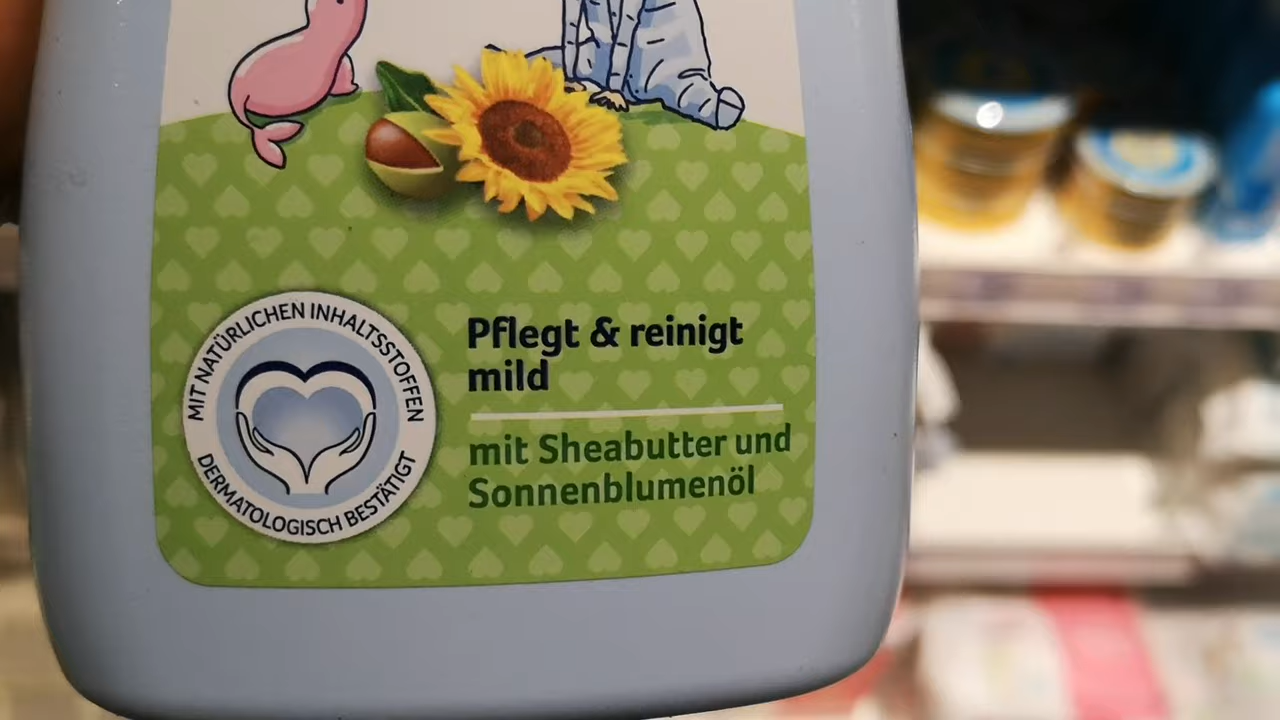 MIT NATÜRLICHEN INHALTSSTOFFEN
DERMATOLOGISCH BESTÄTIGT
Pflegt & reinigt
mild
mit Sheabutter und
Sonnenblumenöl